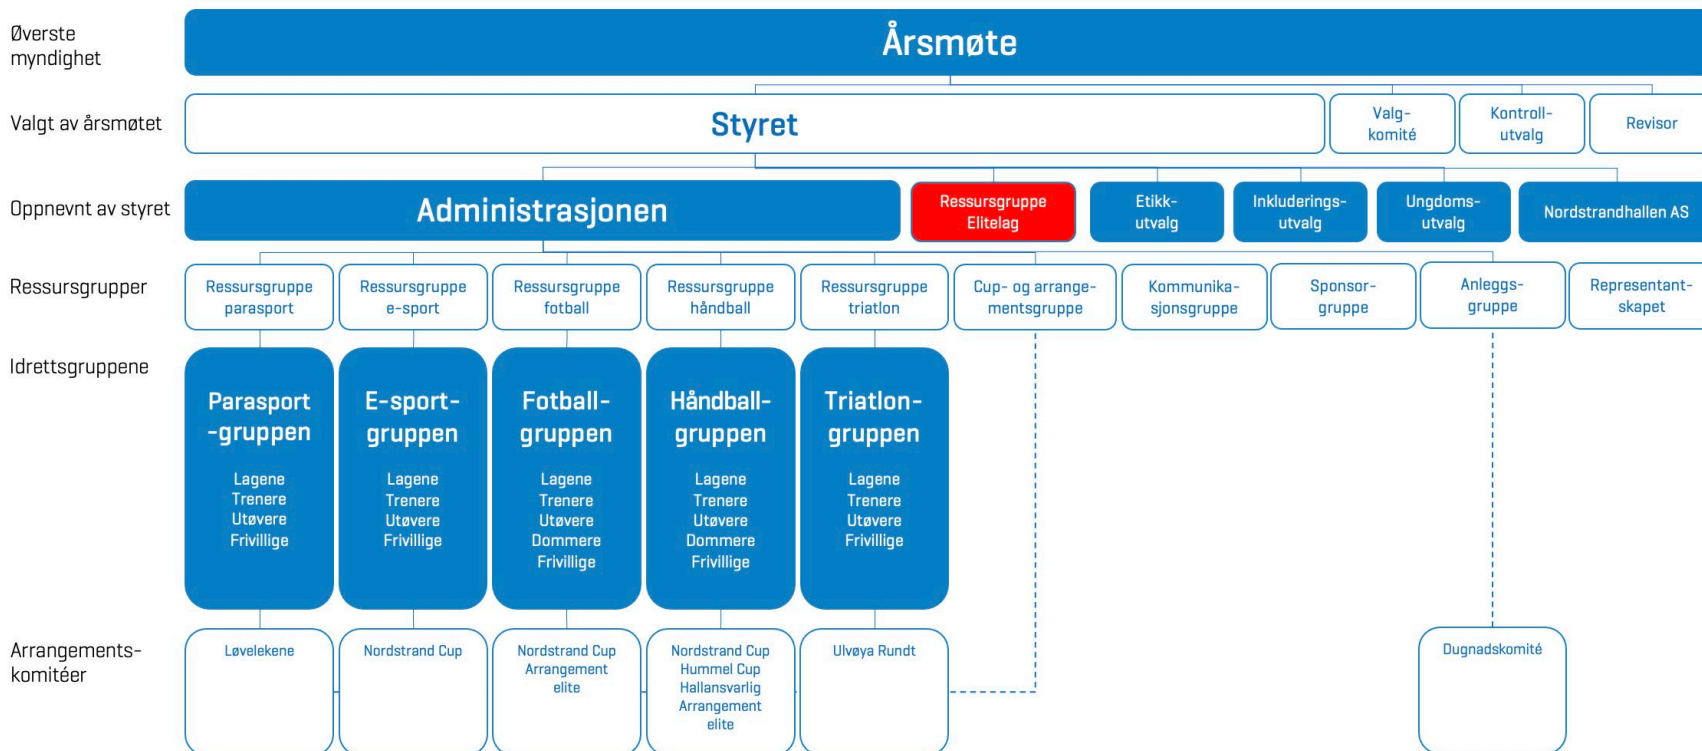 Øverste
myndighet
Årsmøte
Valgt av årsmøtet
Styret
Valg-
komité
Kontroll-
utvalg
Revisor
Oppnevnt av styret
Administrasjonen
Ressursgruppe
Elitelag
Etikk-
utvalg
Inkluderings-
utvalg
Ungdoms-
utvalg
Nordstrandhallen AS
Ressursgrupper
Ressursgruppe
parasport
Ressursgruppe
e-sport
Ressursgruppe
fotball
Ressursgruppe
håndball
Ressursgruppe
triatlon
Cup- og arrange-
mentsgruppe
Kommunika-
sjonsgruppe
Sponsor-
gruppe
Anleggs-
gruppe
Representant-
skapet
Idrettsgruppene
Parasport
-gruppen
Lagene
Trenere
Utøvere
Frivillige
E-sport-
gruppen
Lagene
Trenere
Utøvere
Frivillige
Fotball-
gruppen
Lagene
Trenere
Utøvere
Dommere
Frivillige
Håndball-
gruppen
Lagene
Trenere
Utøvere
Dommere
Frivillige
Triatlon-
gruppen
Lagene
Trenere
Utøvere
Frivillige
Arrangements-
komitéer
Løvelekene
Nordstrand Cup
Nordstrand Cup
Arrangement
elite
Nordstrand Cup
Hummel Cup
Hallansvarlig
Arrangement
elite
Ulvøya Rundt
Dugnadskomité